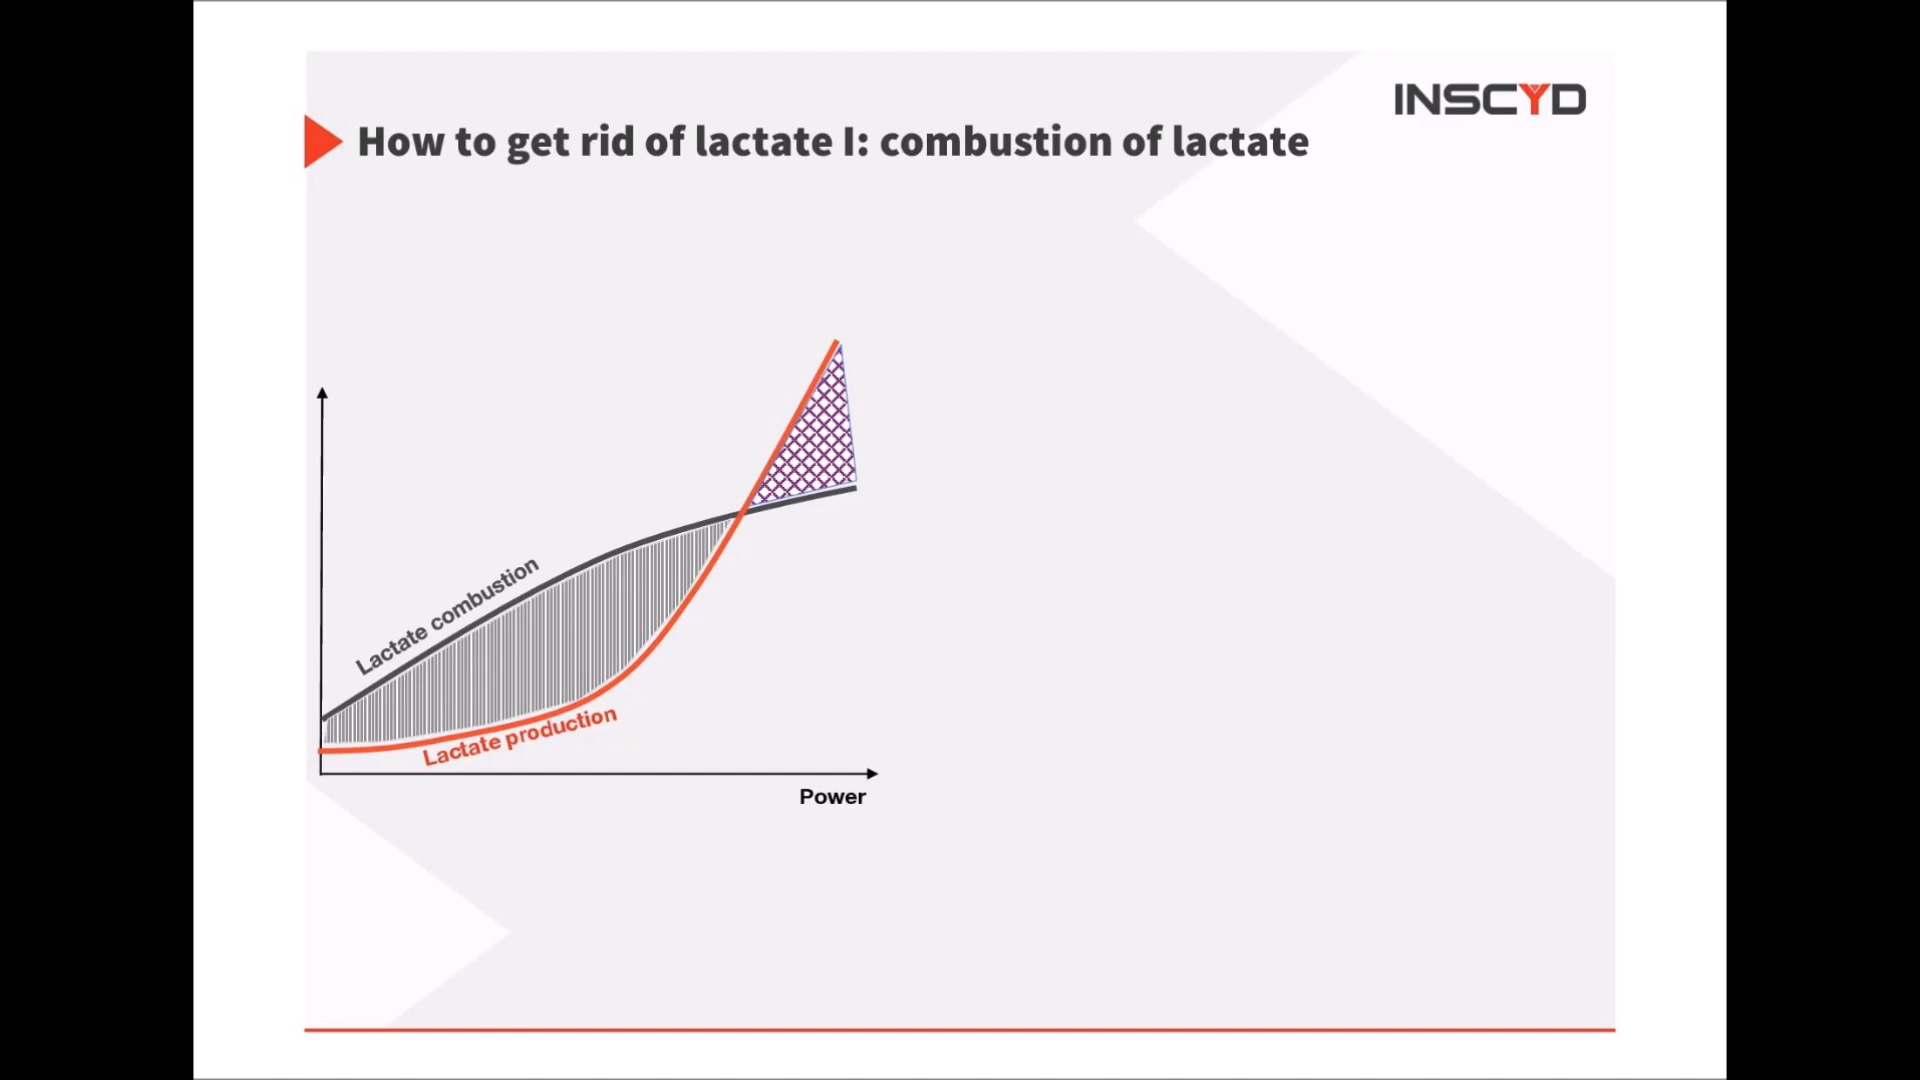 INSCYD
How to get rid of lactate I: combustion of lactate
Lactate combustion
Lactate production
Power